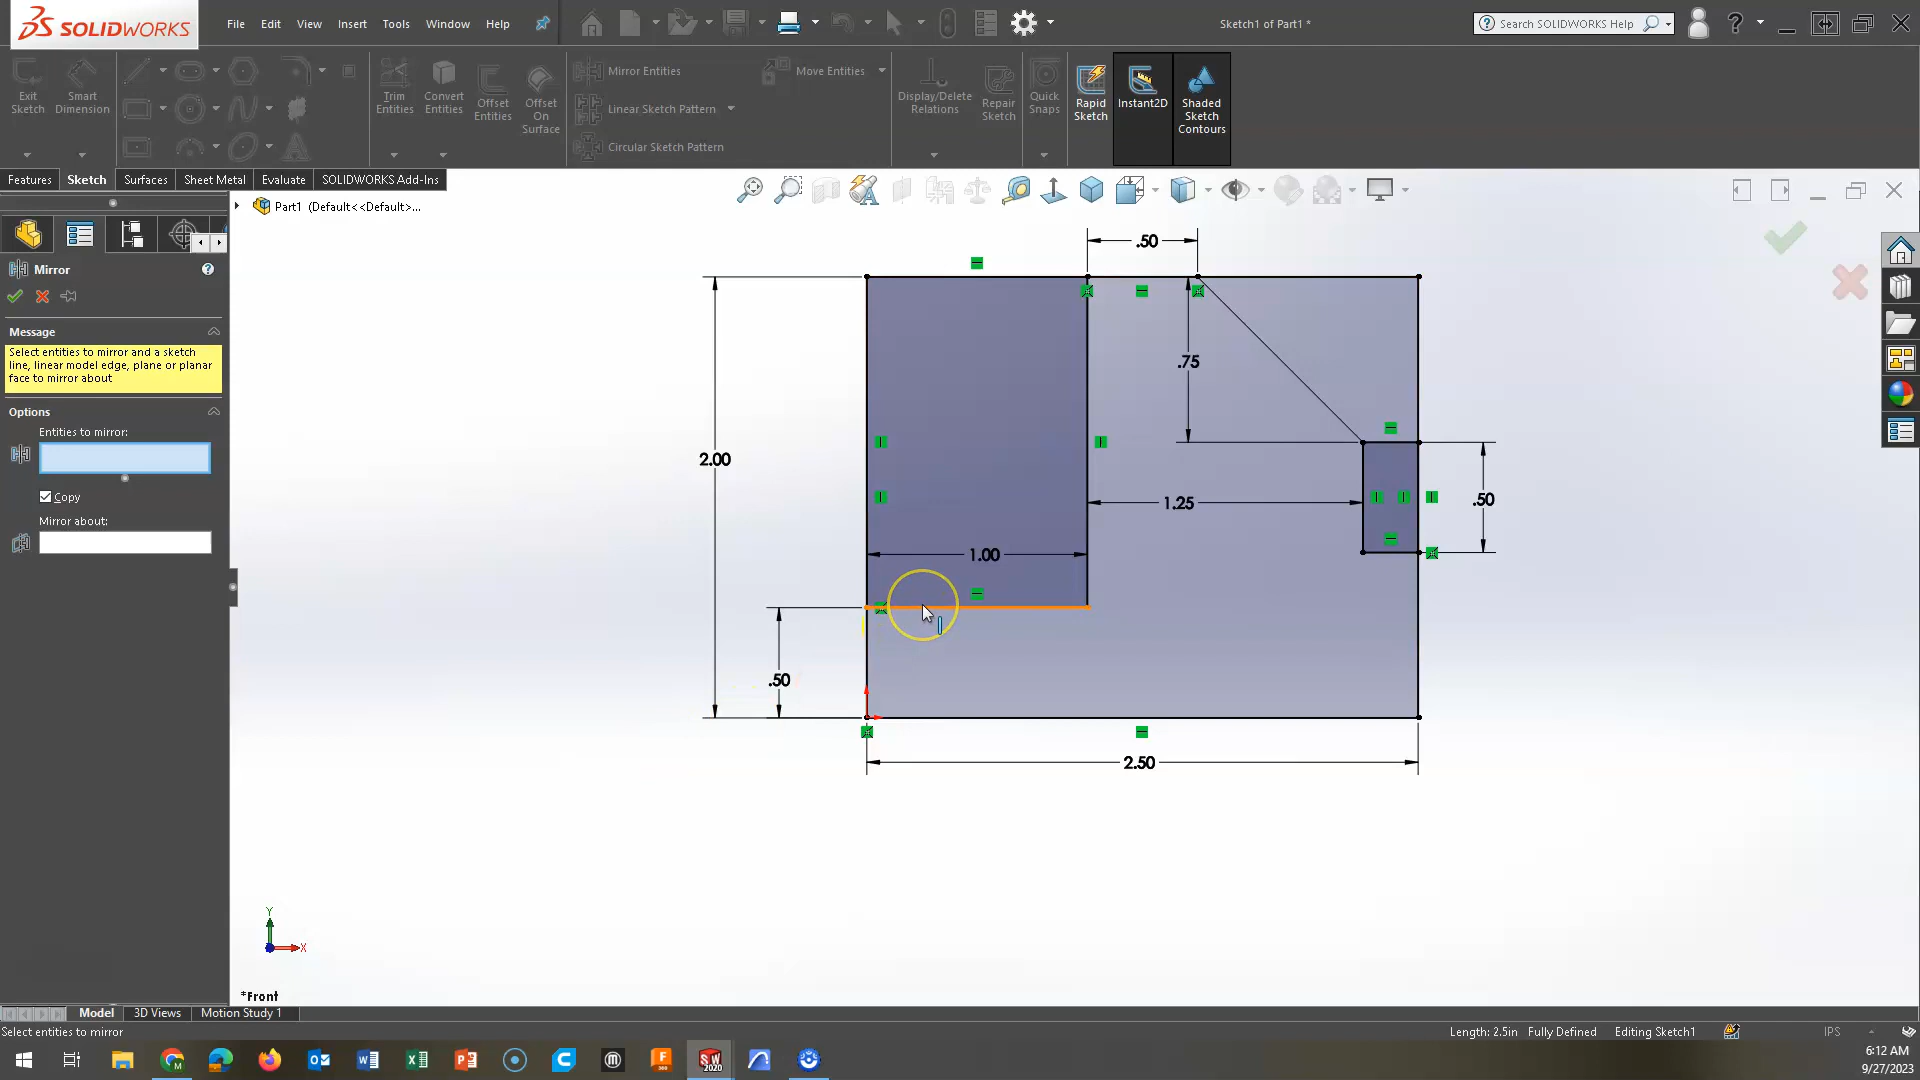 SOLIDWORKS
File Edit View Insert Tools Window Help
Sketch1 of Part1 *
Search SOLIDWORKS Help
Exit Sketch
Smart Dimension
Trim Entities
Convert Entities
Offset Entities
Offset On Surface
Mirror Entities
Linear Sketch Pattern
Circular Sketch Pattern
Move Entities
Display/Delete Relations
Repair Sketch
Quick Snaps
Rapid Sketch
Instant2D
Shaded Sketch Contours
Features Sketch Surfaces Sheet Metal Evaluate SOLIDWORKS Add-Ins
Part1 (Default<<Default>...
Mirror
Message
Select entities to mirror and a sketch
line, linear model edge, plane or planar
face to mirror about
Options
Entities to mirror:
Copy
Mirror about:
.50
.75
2.00
.50
1.25
1.00
.50
2.50
Y
X
*Front
Model 3D Views Motion Study 1
Select entities to mirror
Length: 2.5in Fully Defined Editing Sketch1 IPS
SW 2020
6:12 AM
9/27/2023